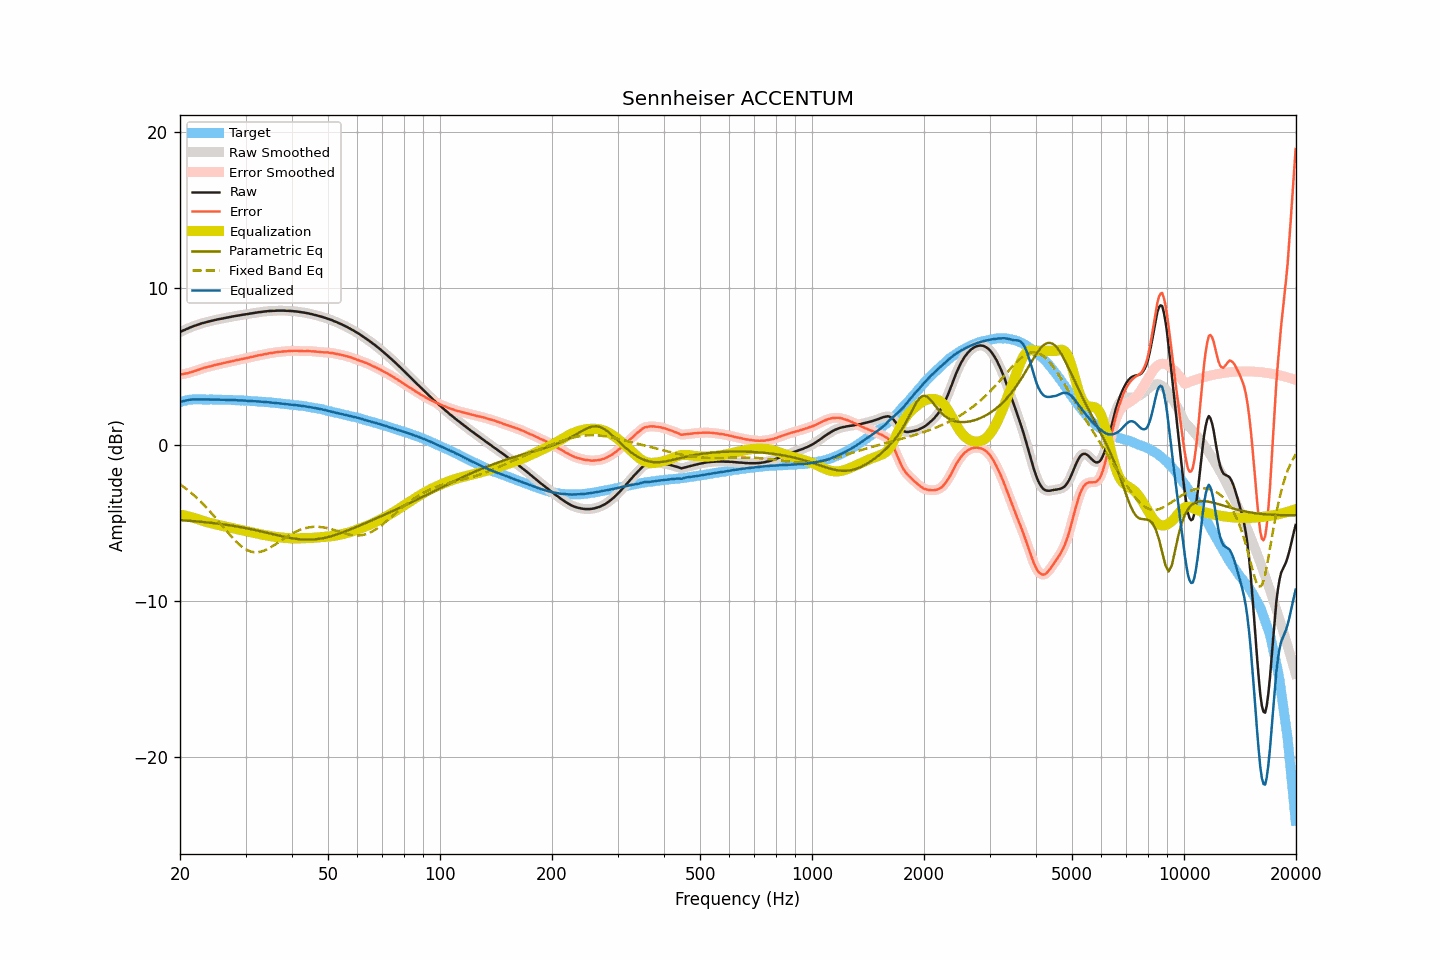 Sennheiser ACCENTUM
Target
Raw Smoothed
Error Smoothed
Raw
Error
Equalization
Parametric Eq
Fixed Band Eq
Equalized
20
10
0
−10
−20
Amplitude (dBr)
20
50
100
200
500
1000
2000
5000
10000
20000
Frequency (Hz)